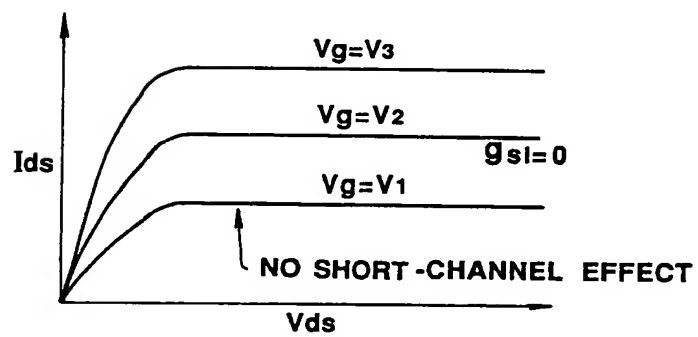 Vg=V3
Vg=V2
Ids
gsl=0
Vg=V1
NO SHORT-CHANNEL EFFECT
Vds